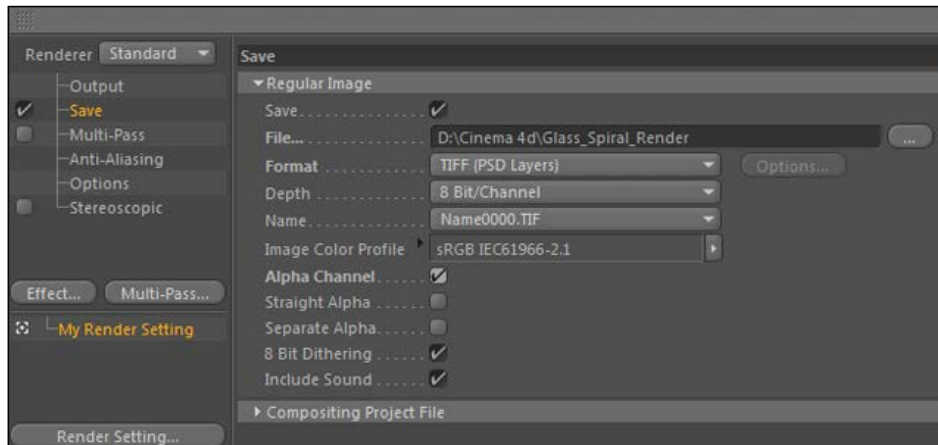 Renderer Standard
Output
Save
Multi-Pass
Anti-Aliasing
Options
Stereoscopic
Effect... Multi-Pass...
My Render Setting
Render Setting...
Save
Regular Image
Save
File... D:\Cinema 4d\Glass_Spiral_Render ...
Format TIFF (PSD Layers) Options...
Depth 8 Bit/Channel
Name Name0000.TIF
Image Color Profile sRGB IEC61966-2.1
Alpha Channel
Straight Alpha
Separate Alpha
8 Bit Dithering
Include Sound
Compositing Project File